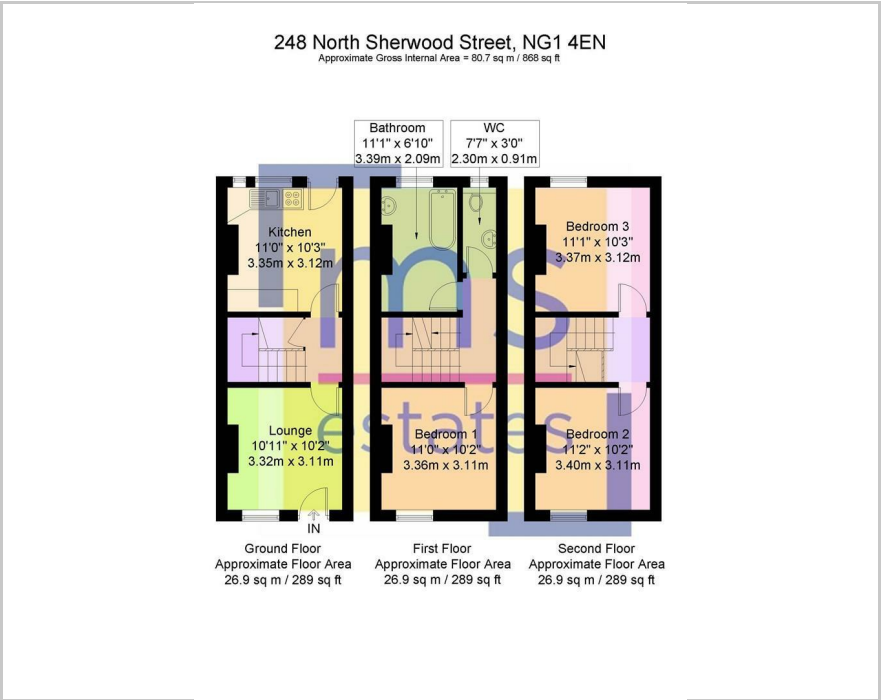 248 North Sherwood Street, NG1 4EN
Approximate Gross Internal Area = 80.7 sq m / 868 sq ft
Bathroom
11'1" x 6'10"
3.39m x 2.09m
WC
7'7" x 3'0"
2.30m x 0.91m
Kitchen
11'0" x 10'3"
3.35m x 3.12m
Bedroom 3
11'1" x 10'3"
3.37m x 3.12m
ms
estates
Lounge
10'11" x 10'2"
3.32m x 3.11m
Bedroom 1
11'0" x 10'2"
3.36m x 3.11m
Bedroom 2
11'2" x 10'2"
3.40m x 3.11m
IN
Ground Floor
Approximate Floor Area
26.9 sq m / 289 sq ft
First Floor
Approximate Floor Area
26.9 sq m / 289 sq ft
Second Floor
Approximate Floor Area
26.9 sq m / 289 sq ft